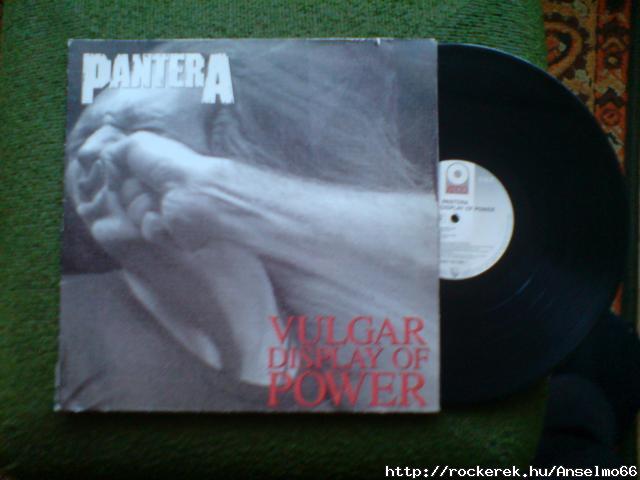 PANTERA
VULGAR
DISPLAY OF
POWER
PANTERA
DISPLAY OF POWER
http://rockerek.hu/Anselmo66